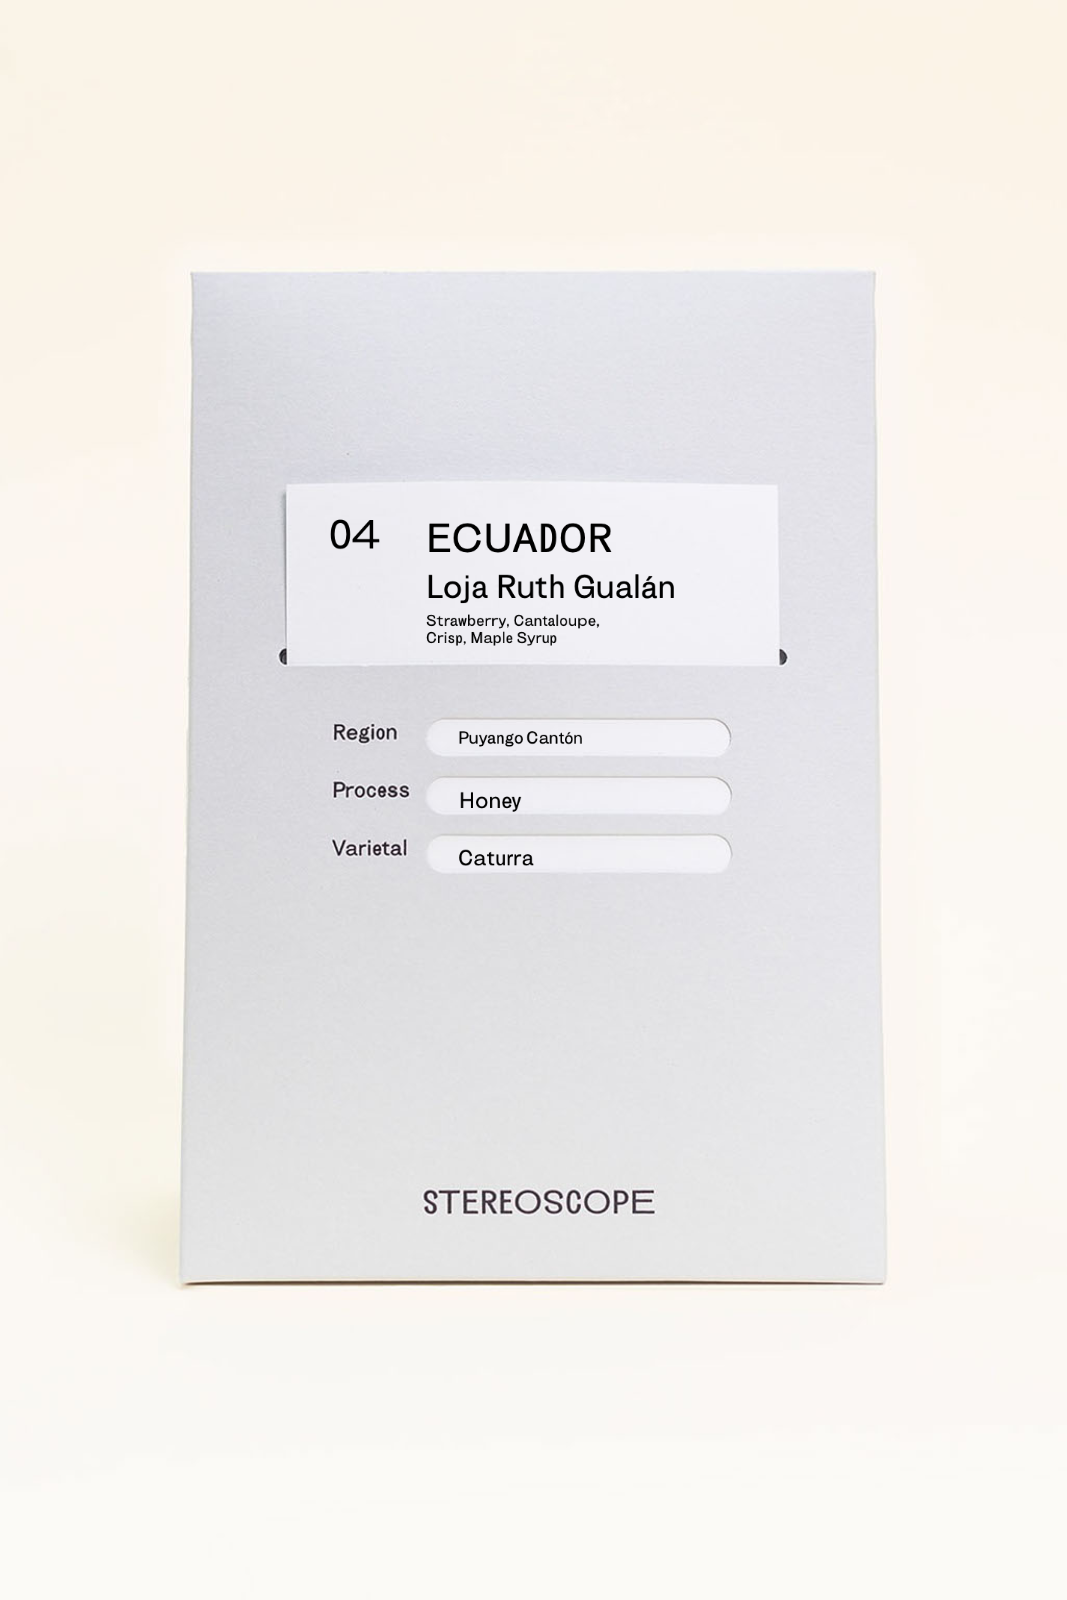 04
ECUADOR
Loja Ruth Gualán
Strawberry, Cantaloupe,
Crisp, Maple Syrup
Region Puyango Cantón
Process Honey
Varietal Caturra
STEREOSCOPE